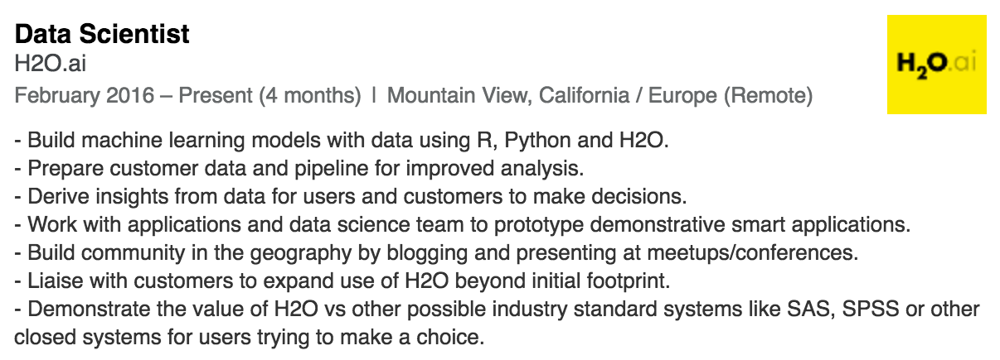 Data Scientist
H2O.ai
H2O.ai
February 2016 – Present (4 months) | Mountain View, California / Europe (Remote)
- Build machine learning models with data using R, Python and H2O.
- Prepare customer data and pipeline for improved analysis.
- Derive insights from data for users and customers to make decisions.
- Work with applications and data science team to prototype demonstrative smart applications.
- Build community in the geography by blogging and presenting at meetups/conferences.
- Liaise with customers to expand use of H2O beyond initial footprint.
- Demonstrate the value of H2O vs other possible industry standard systems like SAS, SPSS or other
closed systems for users trying to make a choice.